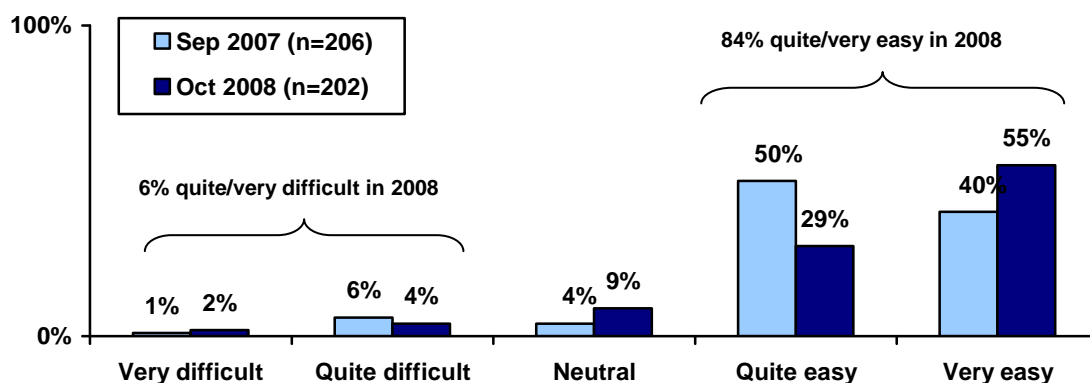 100%
Sep 2007 (n=206)
Oct 2008 (n=202)
84% quite/very easy in 2008
6% quite/very difficult in 2008
1%
2%
6%
4%
4%
9%
50%
29%
40%
55%
0%
Very difficult
Quite difficult
Neutral
Quite easy
Very easy